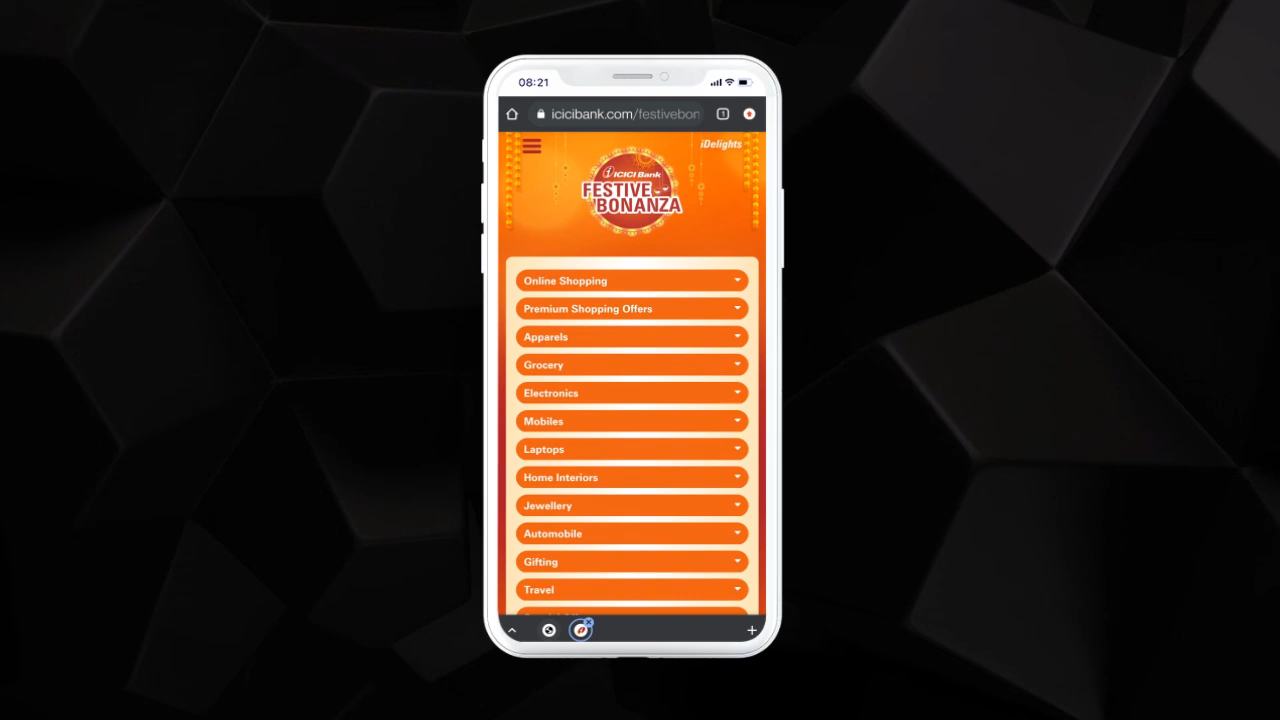 08:21
icicibank.com/festivebon
1
iDelights
ICICI Bank
FESTIVE
BONANZA
Online Shopping
Premium Shopping Offers
Apparels
Grocery
Electronics
Mobiles
Laptops
Home Interiors
Jewellery
Automobile
Gifting
Travel